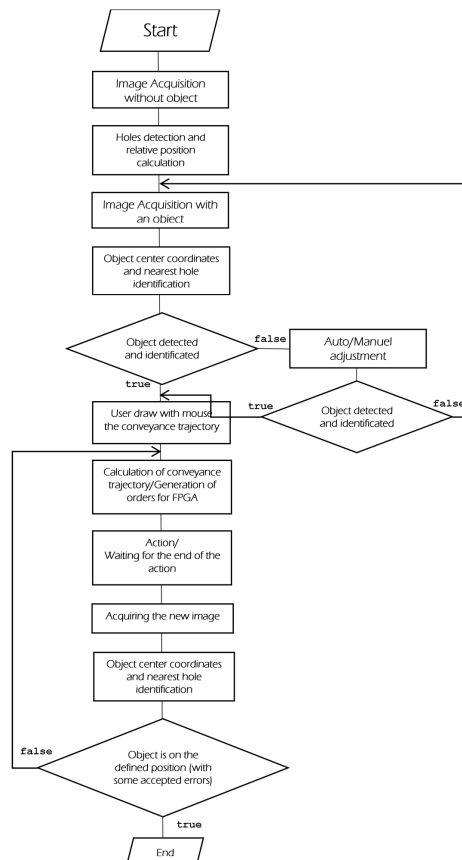 Start
Image Acquisition
without object
Holes detection and
relative position
calculation
Image Acquisition with
an object
Object center coordinates
and nearest hole
identification
Object detected
and identificated
false
Auto/Manuel
adjustment
true
true
Object detected
and identificated
false
User draw with mouse
the conveyance trajectory
Calculation of conveyance
trajectory/Generation of
orders for FPGA
Action/
Waiting for the end of the
action
Acquiring the new image
Object center coordinates
and nearest hole
identification
false
Object is on the
defined position (with
some accepted errors)
true
End